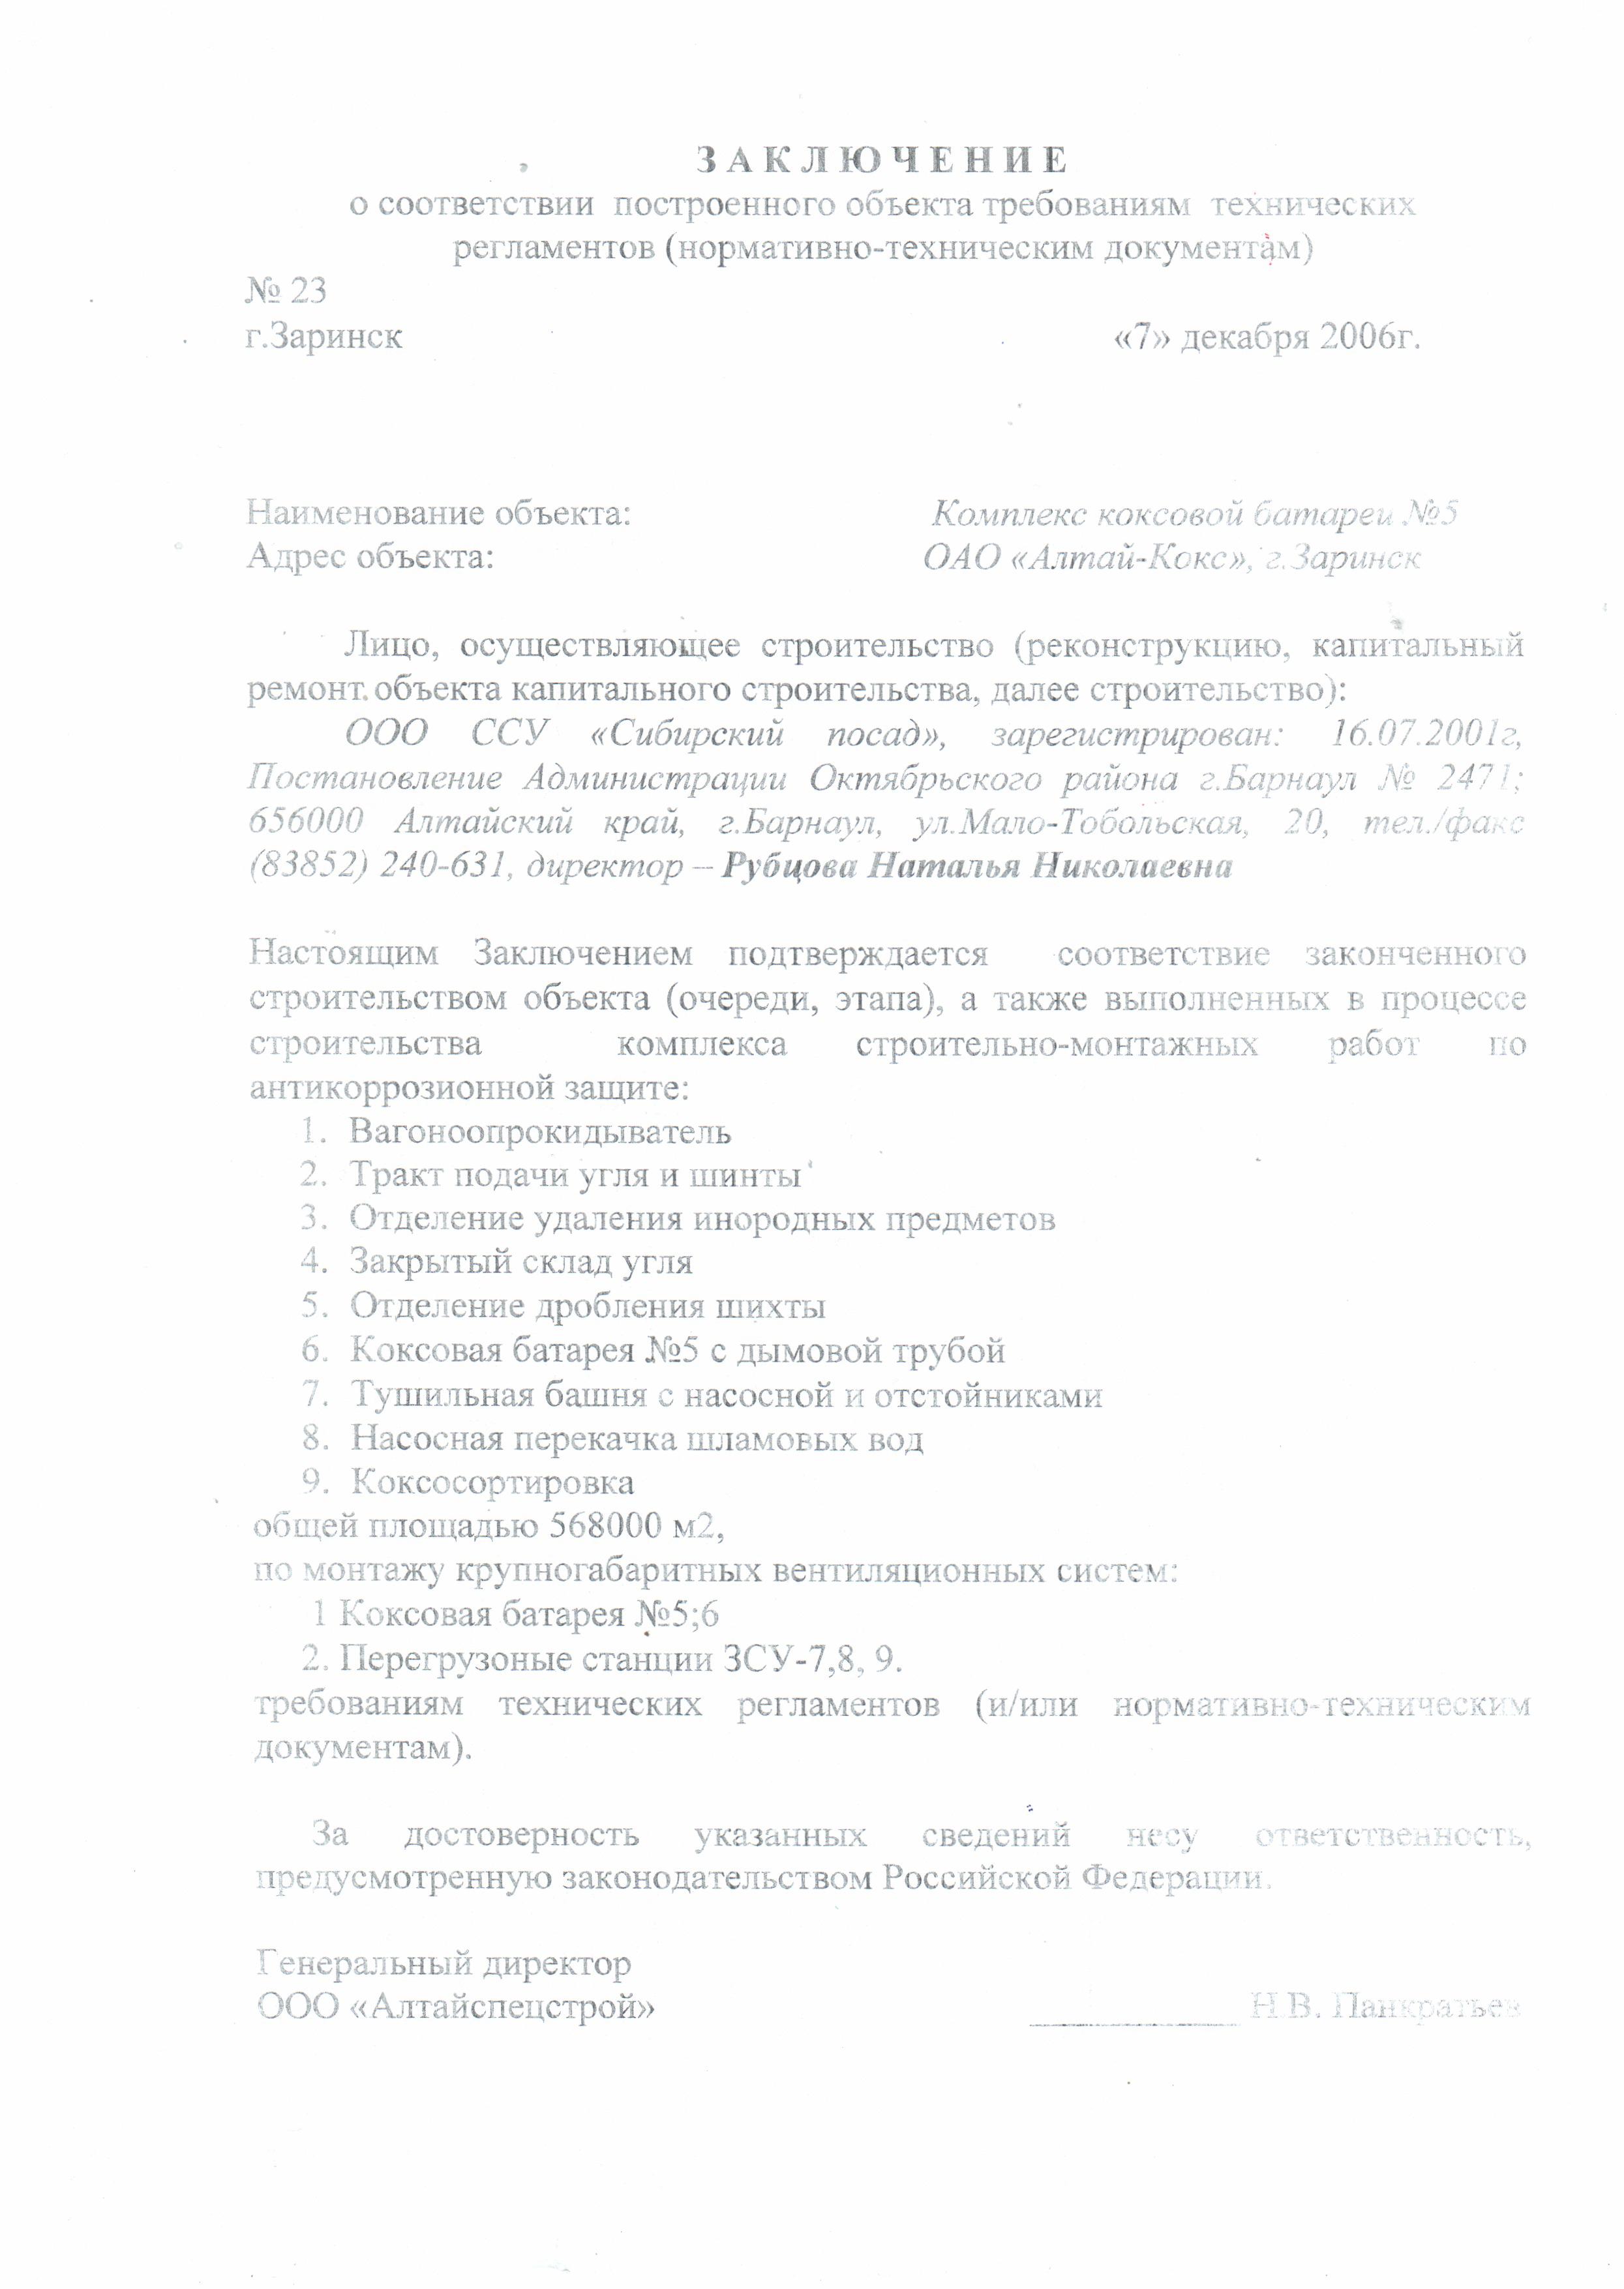 ЗАКЛЮЧЕНИЕ
о соответствии построенного объекта требованиям технических
регламентов (нормативно-техническим документам)
№ 23
г.Заринск «7» декабря 2006г.
Наименование объекта: Комплекс коксовой батареи №5
Адрес объекта: ОАО «Алтай-Кокс», г.Заринск
Лицо, осуществляющее строительство (реконструкцию, капитальный
ремонт объекта капитального строительства, далее строительство):
ООО ССУ «Сибирский посад», зарегистрирован: 16.07.2001г,
Постановление Администрации Октябрьского района г.Барнаул № 2471;
656000 Алтайский край, г.Барнаул, ул.Мало-Тобольская, 20, тел./факс
(83852) 240-631, директор – Рубцова Наталья Николаевна
Настоящим Заключением подтверждается соответствие законченного
строительством объекта (очереди, этапа), а также выполненных в процессе
строительства комплекса строительно-монтажных работ по
антикоррозионной защите:
1. Вагоноопрокидыватель
2. Тракт подачи угля и шинты
3. Отделение удаления инородных предметов
4. Закрытый склад угля
5. Отделение дробления шихты
6. Коксовая батарея №5 с дымовой трубой
7. Тушильная башня с насосной и отстойниками
8. Насосная перекачка шламовых вод
9. Коксосортировка
общей площадью 568000 м2,
по монтажу крупногабаритных вентиляционных систем:
1 Коксовая батарея №5;6
2. Перегрузоные станции ЗСУ-7,8, 9.
требованиям технических регламентов (и/или нормативно-техническим
документам).
За достоверность указанных сведений несу ответственность,
предусмотренную законодательством Российской Федерации.
Генеральный директор
ООО «Алтайспецстрой» Н.В. Панкратьев